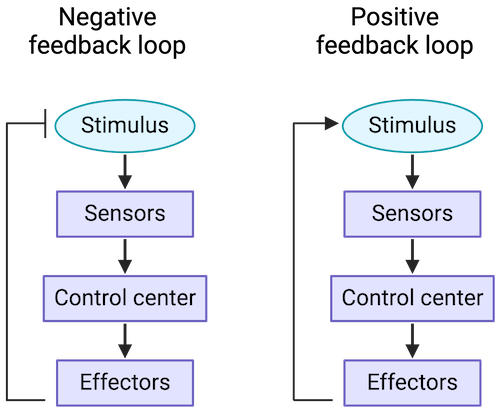 Negative
feedback loop
Stimulus
Sensors
Control center
Effectors
Positive
feedback loop
Stimulus
Sensors
Control center
Effectors